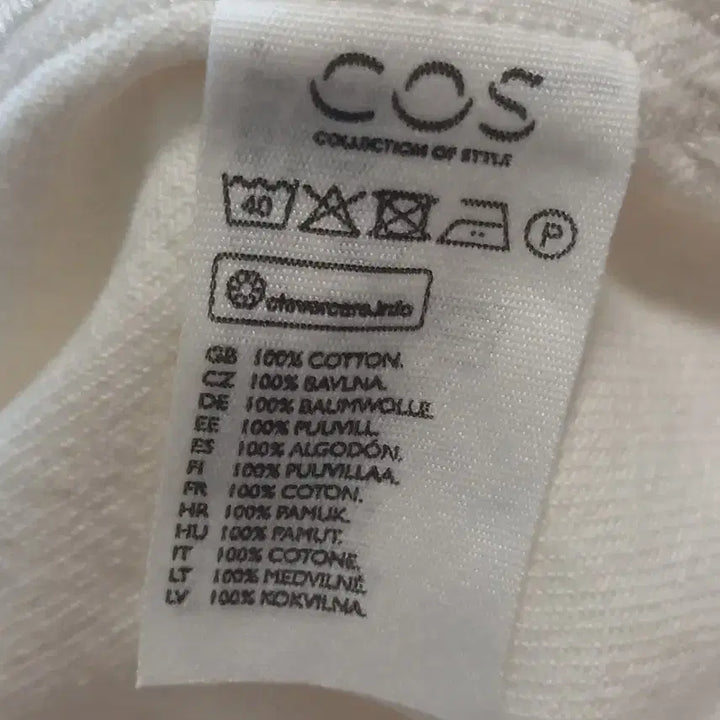 COS
COLLECTION OF STYLE
40 P
clevercare.info
GB 100% COTTON.
CZ 100% BAVLNA.
DE 100% BAUMWOLLE.
EE 100% PUUVILL.
ES 100% ALGODÓN.
FI 100% PUUVILLAA.
FR 100% COTON.
HR 100% PAMUK.
HU 100% PAMUT.
IT 100% COTONE.
LT 100% MEDVILNĖ.
LV 100% KOKVILNA.